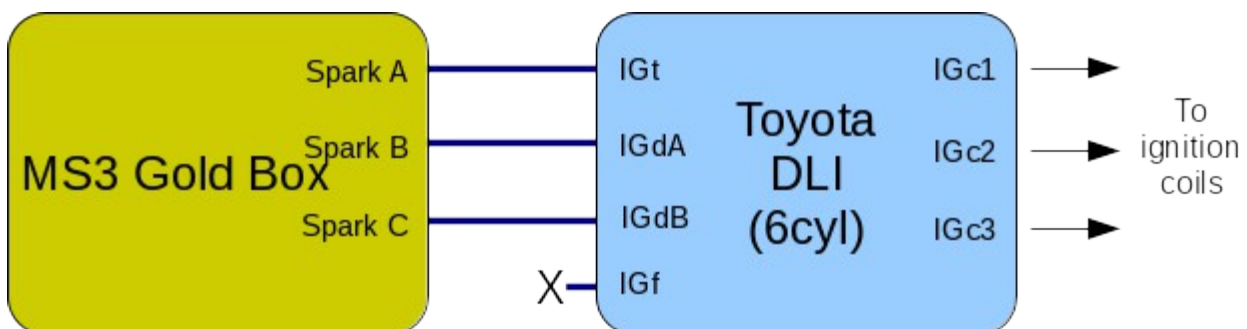 MS3 Gold Box
Spark A
Spark B
Spark C
X
IGt
IGdA
IGdB
IGf
Toyota
DLI
(6cyl)
IGc1
IGc2
IGc3
To
ignition
coils